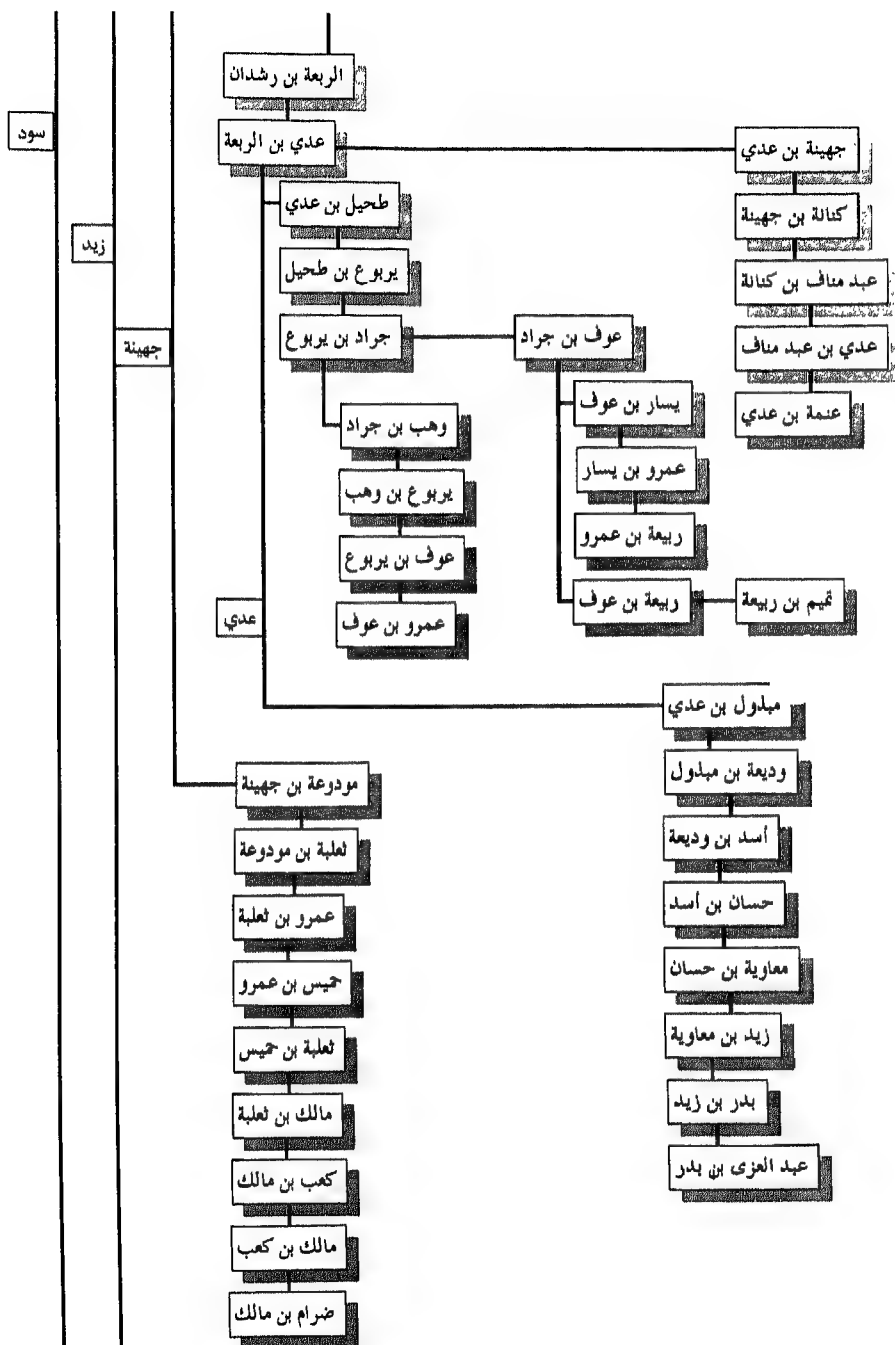 الربعة بن رشدان
سود
عدي بن الربعة
جهينة بن عدي
طحيل بن عدي
كنانة بن جهينة
زيد
يربوع بن طحيل
عبد مناف بن كنانة
جراد بن يربوع
عوف بن جراد
عدي بن عبد مناف
جهينة
يسار بن عوف
عنمة بن عدي
وهب بن جراد
عمرو بن يسار
يربوع بن وهب
ربيعة بن عمرو
عوف بن يربوع
ربيعة بن عوف
تميم بن ربيعة
عدي
عمرو بن عوف
مبذول بن عدي
وديعة بن مبذول
مودوعة بن جهينة
أسد بن وديعة
ثعلبة بن مودوعة
حسان بن أسد
عمرو بن ثعلبة
معاوية بن حسان
حميس بن عمرو
زيد بن معاوية
ثعلبة بن حميس
بدر بن زيد
مالك بن ثعلبة
عبد العزى بن بدر
كعب بن مالك
مالك بن كعب
ضرام بن مالك